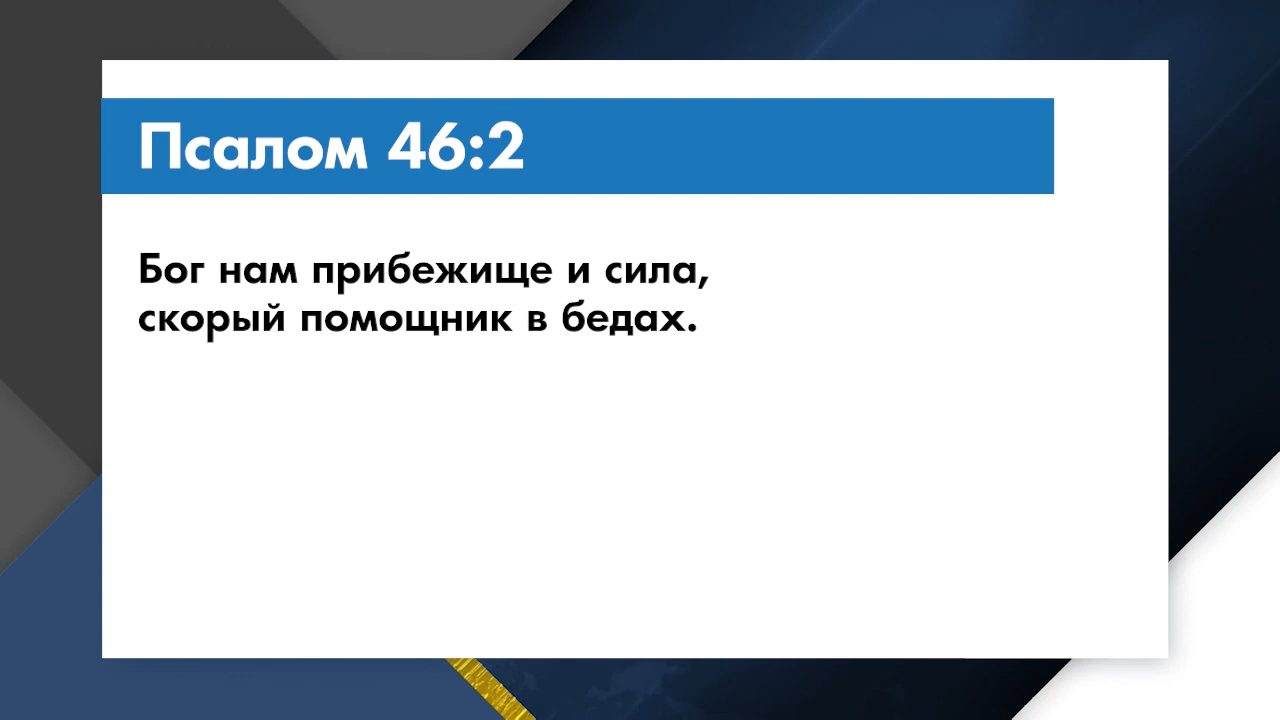 Псалом 46:2
Бог нам прибежище и сила,
скорый помощник в бедах.